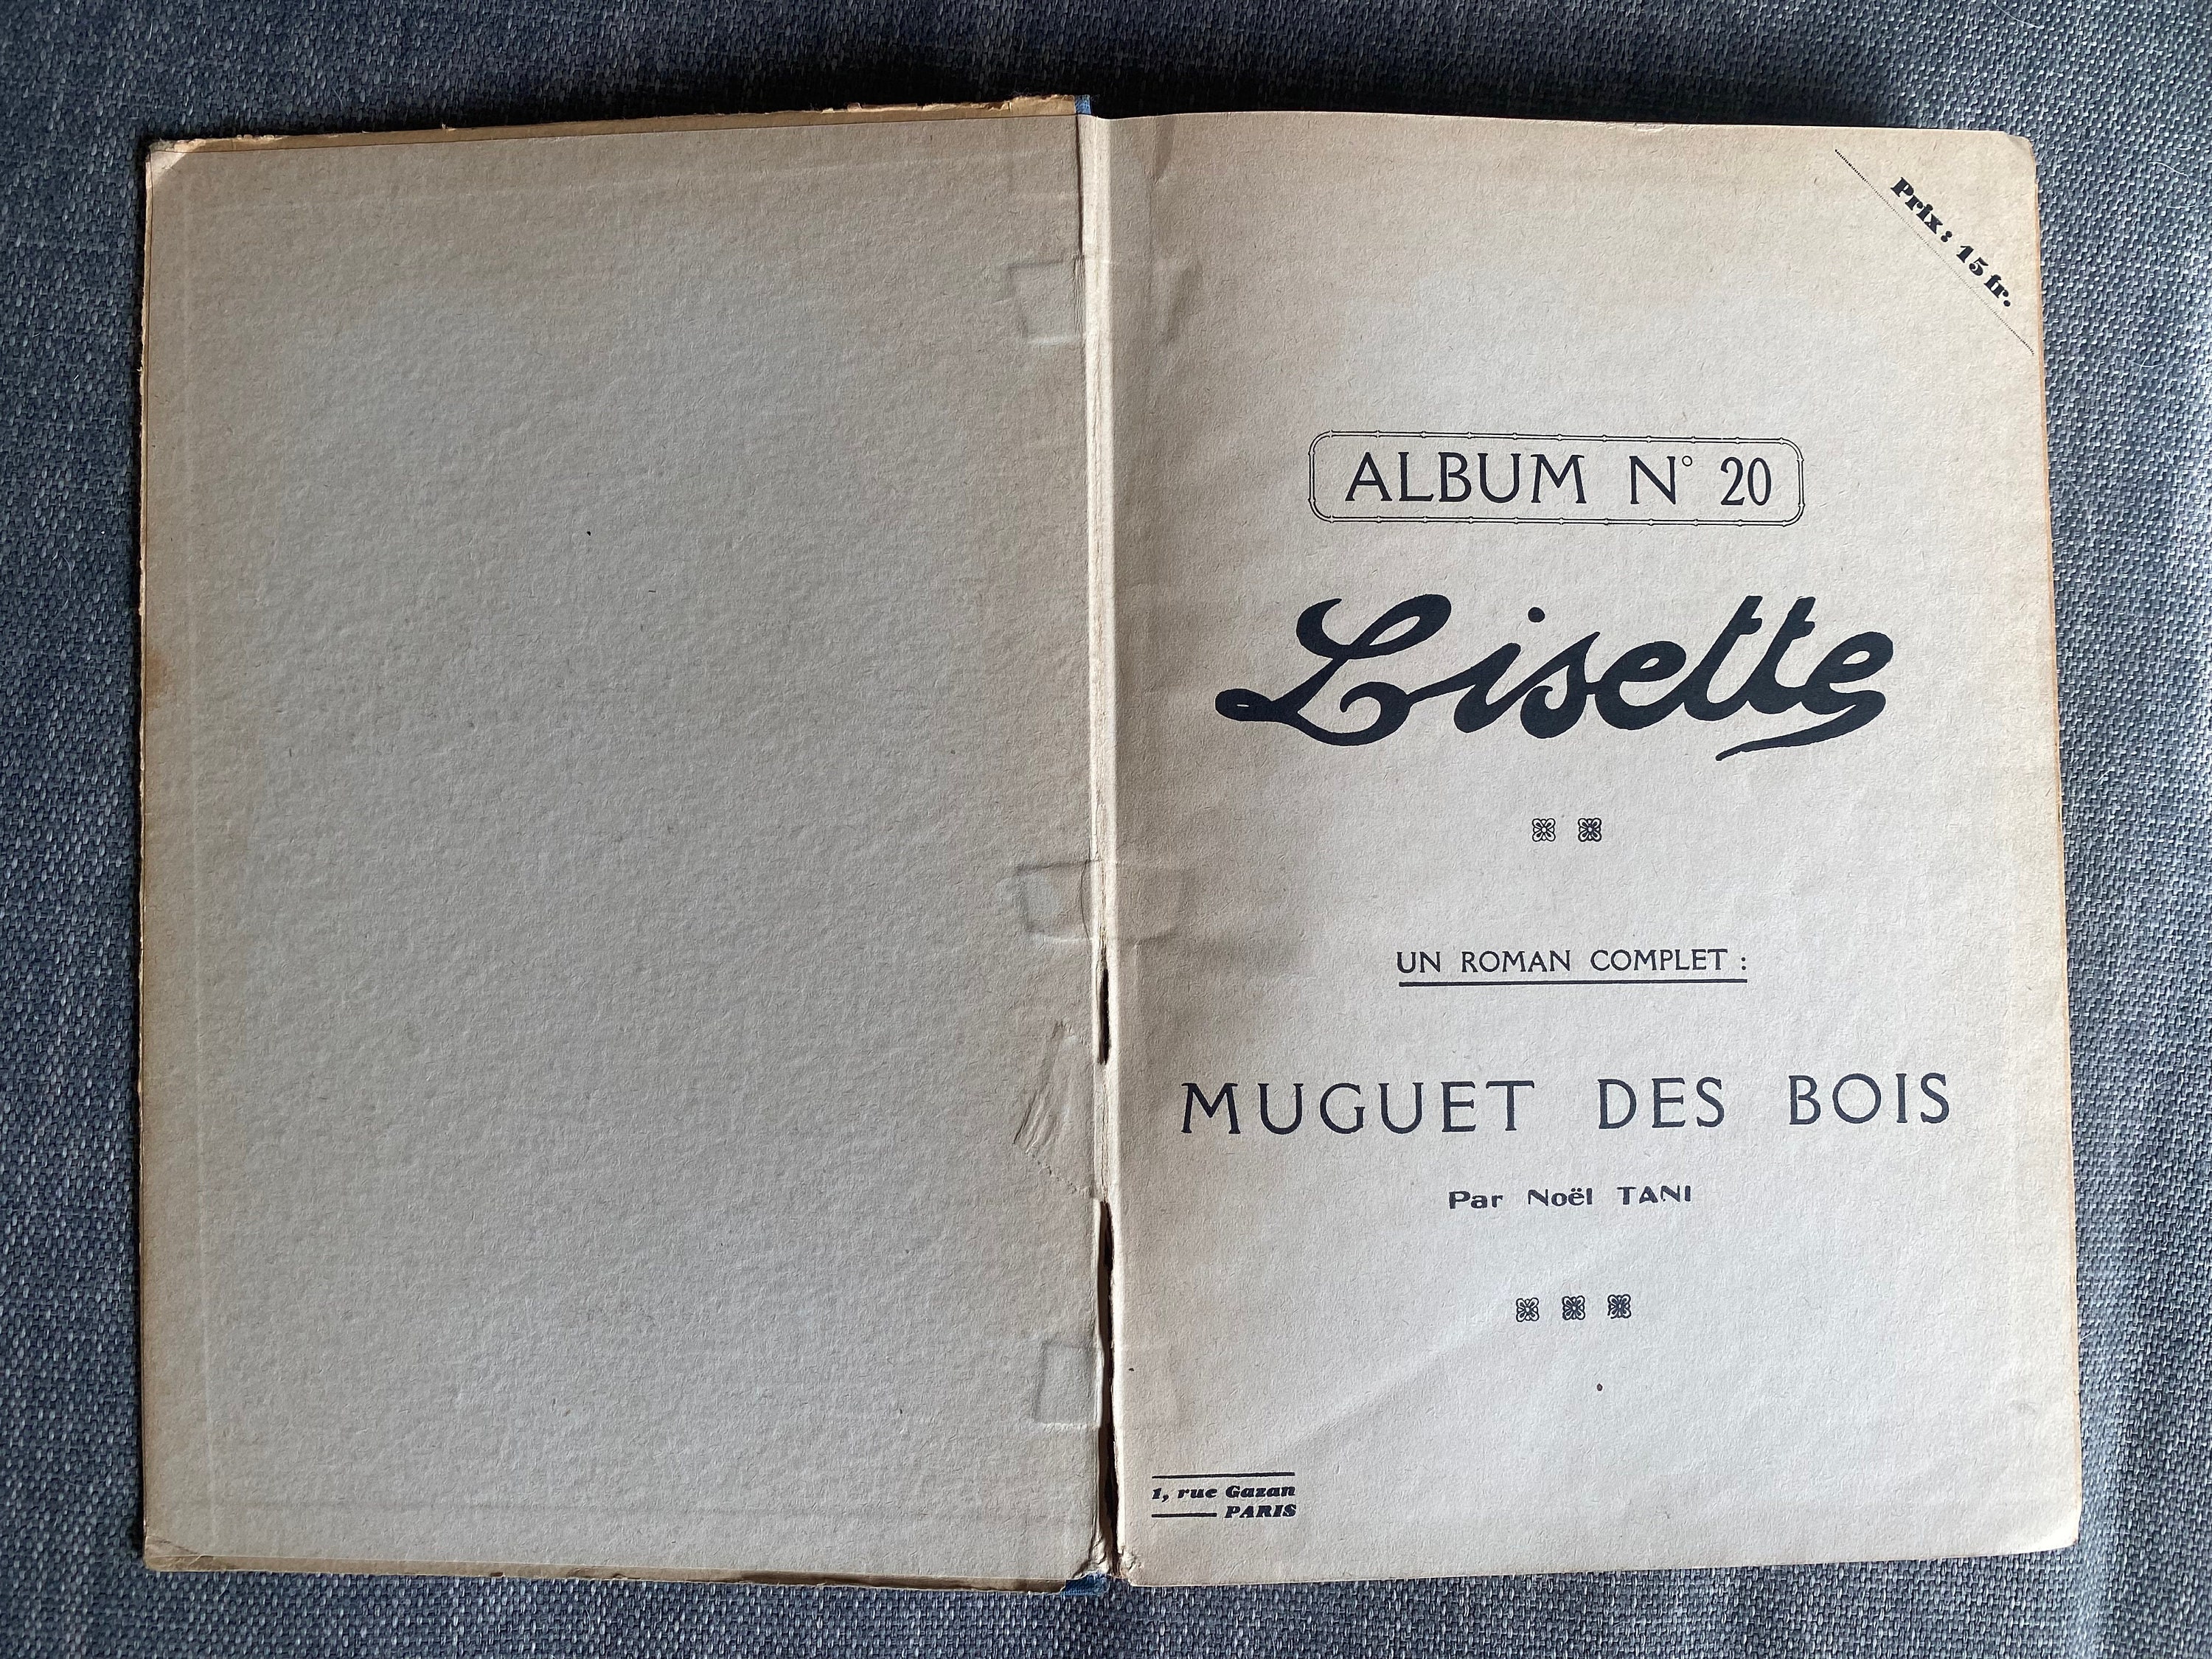 Prix : 15 fr.
ALBUM N° 20
Lisette
UN ROMAN COMPLET :
MUGUET DES BOIS
Par Noël TANI
1, rue Gazan
PARIS